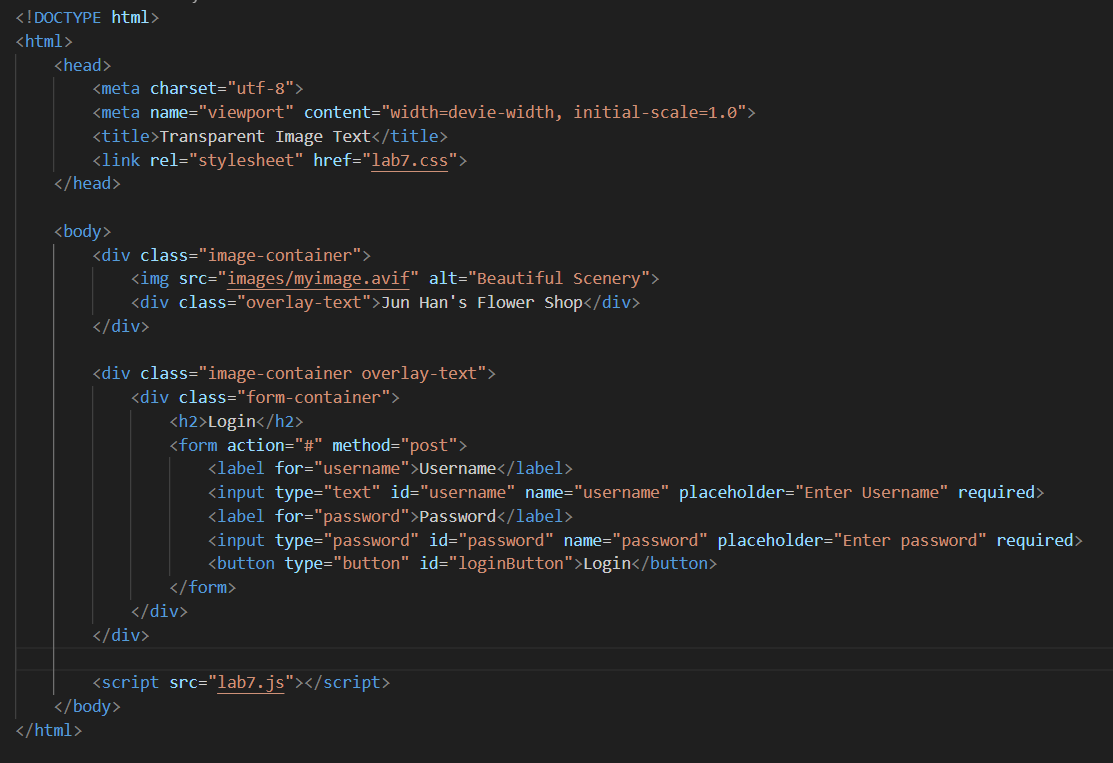 <!DOCTYPE html>
<html>
    <head>
        <meta charset="utf-8">
        <meta name="viewport" content="width=devie-width, initial-scale=1.0">
        <title>Transparent Image Text</title>
        <link rel="stylesheet" href="lab7.css">
    </head>

    <body>
        <div class="image-container">
            <img src="images/myimage.avif" alt="Beautiful Scenery">
            <div class="overlay-text">Jun Han's Flower Shop</div>
        </div>

        <div class="image-container overlay-text">
            <div class="form-container">
                <h2>Login</h2>
                <form action="#" method="post">
                    <label for="username">Username</label>
                    <input type="text" id="username" name="username" placeholder="Enter Username" required>
                    <label for="password">Password</label>
                    <input type="password" id="password" name="password" placeholder="Enter password" required>
                    <button type="button" id="loginButton">Login</button>
                </form>
            </div>
        </div>

        <script src="lab7.js"></script>
    </body>
</html>